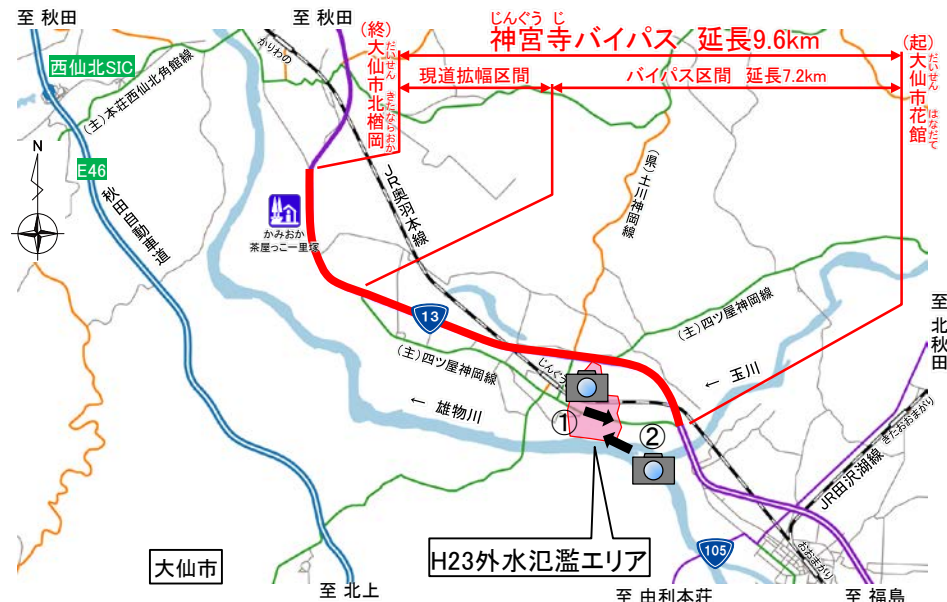 至 秋田
至 秋田
じんぐうじ
神宮寺バイパス 延長9.6km
(終)大仙市北楢岡
だいせん
きたならおか
現道拡幅区間
バイパス区間 延長7.2km
(起)大仙市花館
だいせん
はなだて
西仙北SIC
(主)本荘西仙北角館線
かりわの
N
E46
秋田自動車道
JR奥羽本線
(県)土川神岡線
かみおか
茶屋っこ一里塚
13
(主)四ツ屋神岡線
(主)四ツ屋神岡線
至 北秋田
じんぐう
← 玉川
← 雄物川
①
②
きたおおまがり
JR田沢湖線
おおまがり
H23外水氾濫エリア
105
大仙市
至 北上
至 由利本荘
至 福島